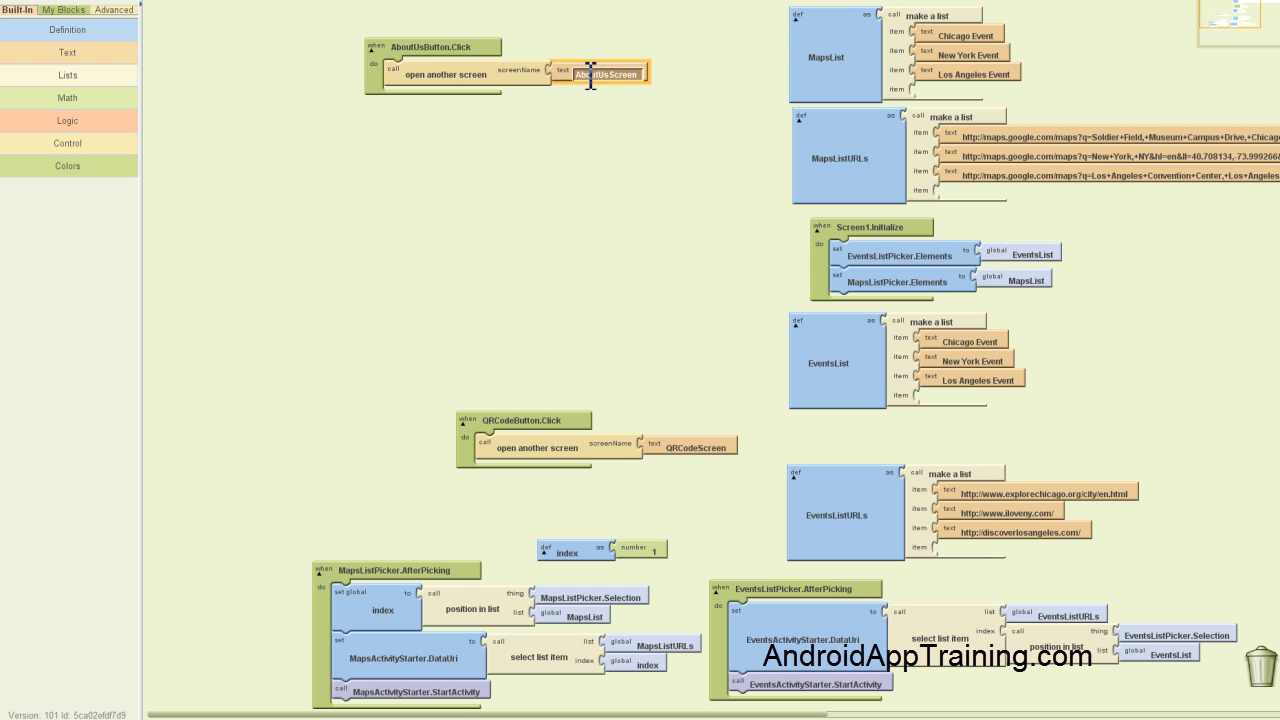 Built-In My Blocks Advanced
Definition
Text
Lists
Math
Logic
Control
Colors
when AboutUsButton.Click
do call open another screen screenName text AboutUsScreen
def MapsList as call make a list
item text Chicago Event
item text New York Event
item text Los Angeles Event
item
def MapsListURLs as call make a list
item text http://maps.google.com/maps?q=Soldier+Field,+Museum+Campus+Drive,+Chicago
item text http://maps.google.com/maps?q=New+York,+NY&hl=en&ll=40.708134,-73.999266&
item text http://maps.google.com/maps?q=Los+Angeles+Convention+Center,+Los+Angeles
item
when Screen1.Initialize
do set EventsListPicker.Elements to global EventsList
set MapsListPicker.Elements to global MapsList
def EventsList as call make a list
item text Chicago Event
item text New York Event
item text Los Angeles Event
item
when QRCodeButton.Click
do call open another screen screenName text QRCodeScreen
def EventsListURLs as call make a list
item text http://www.explorechicago.org/city/en.html
item text http://www.iloveny.com/
item text http://discoverlosangeles.com/
item
def index as number 1
when MapsListPicker.AfterPicking
do set global index to call position in list thing MapsListPicker.Selection
list global MapsList
set MapsActivityStarter.DataUri to call select list item list global MapsListURLs
index global index
call MapsActivityStarter.StartActivity
when EventsListPicker.AfterPicking
do set EventsActivityStarter.DataUri to call select list item list global EventsListURLs
index call position in list thing EventsListPicker.Selection
list global EventsList
call EventsActivityStarter.StartActivity
AndroidAppTraining.com
Version: 101 Id: 5ca02efdf7d9